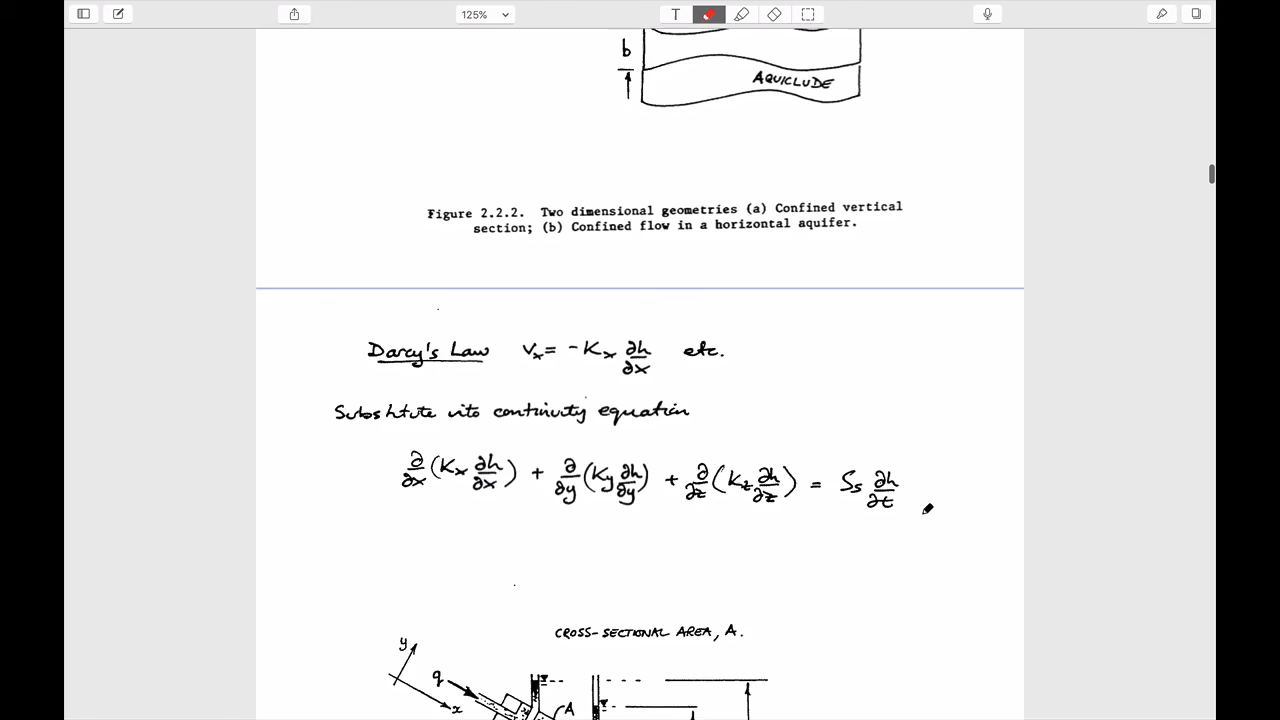 125%
T
b
AQUICLUDE
Figure 2.2.2. Two dimensional geometries (a) Confined vertical
section; (b) Confined flow in a horizontal aquifer.
Darcy's Law Vx = -Kx ∂h/∂x etc.
Substitute into continuity equation
∂/∂x (Kx ∂h/∂x) + ∂/∂y (Ky ∂h/∂y) + ∂/∂z (Kz ∂h/∂z) = Ss ∂h/∂t
CROSS-SECTIONAL AREA, A.
y
q
x
A